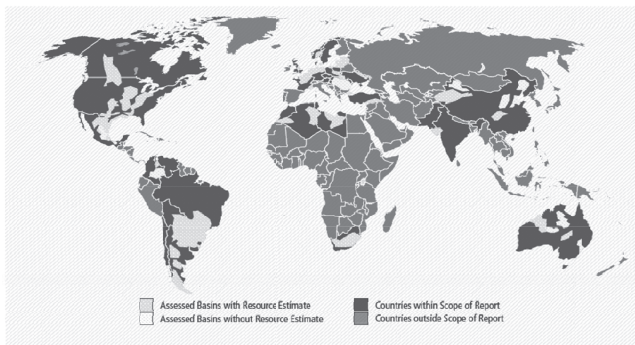 Assessed Basins with Resource Estimate
Assessed Basins without Resource Estimate
Countries within Scope of Report
Countries outside Scope of Report